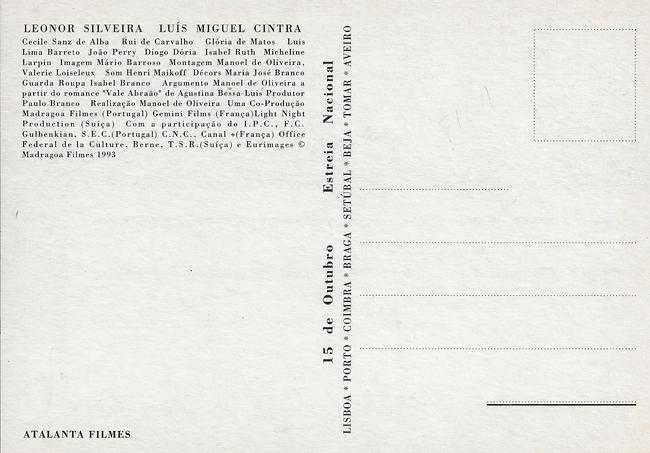 LEONOR SILVEIRA LUÍS MIGUEL CINTRA
Cecile Sanz de Alba Rui de Carvalho Glória de Matos Luis
Lima Barreto João Perry Diogo Dória Isabel Ruth Micheline
Larpin Imagem Mário Barroso Montagem Manoel de Oliveira,
Valerie Loiseleux Som Henri Maikoff Décors Maria José Branco
Guarda Roupa Isabel Branco Argumento Manoel de Oliveira a
partir do romance "Vale Abraão" de Agustina Bessa-Luis Produtor
Paulo Branco Realização Manoel de Oliveira Uma Co-Produção
Madragoa Filmes (Portugal) Gemini Films (França)Light Night
Production (Suíça) Com a participação do I.P.C., F.C.
Gulbenkian, S.E.C.(Portugal) C.N.C., Canal +(França) Office
Federal de la Culture, Berne, T.S.R.(Suíça) e Eurimages ©
Madragoa Filmes 1993
ATALANTA FILMES
15 de Outubro Estreia Nacional
LISBOA * PORTO * COIMBRA * BRAGA * SETÚBAL * BEJA * TOMAR * AVEIRO